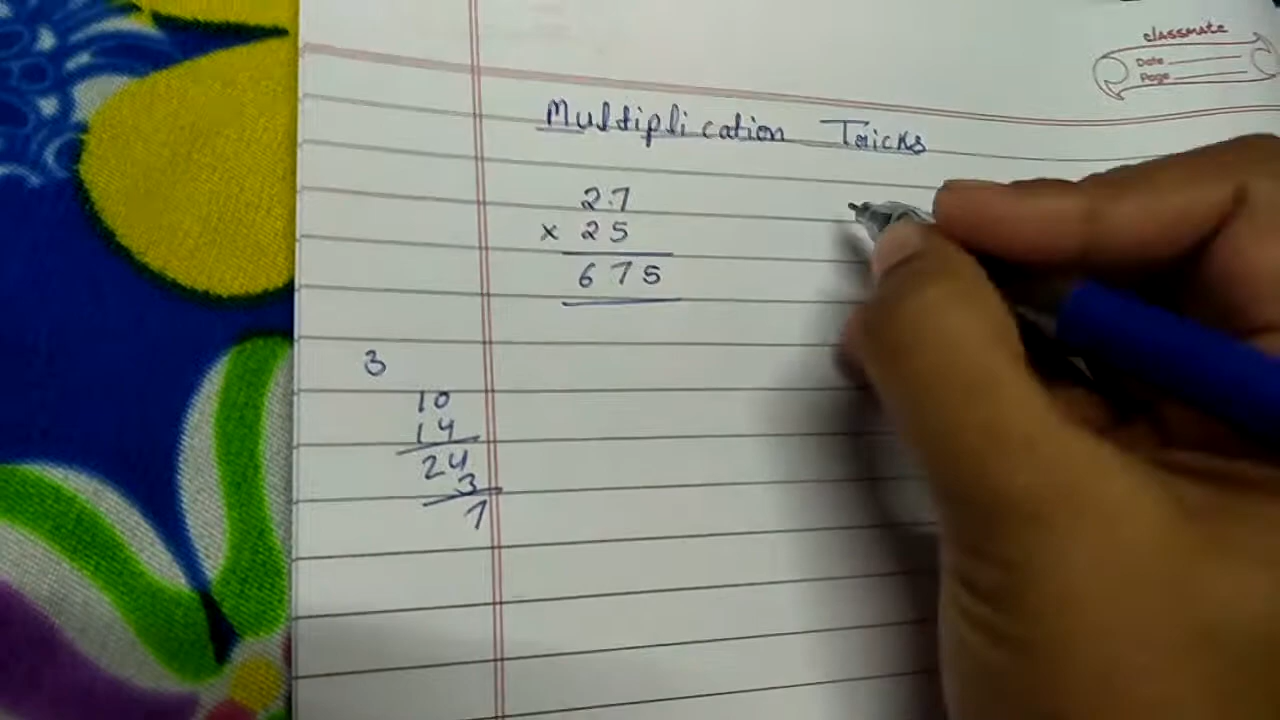 classmate
Date
Page
Multiplication Tricks
27
× 25
675
3
10
14
24
3
7